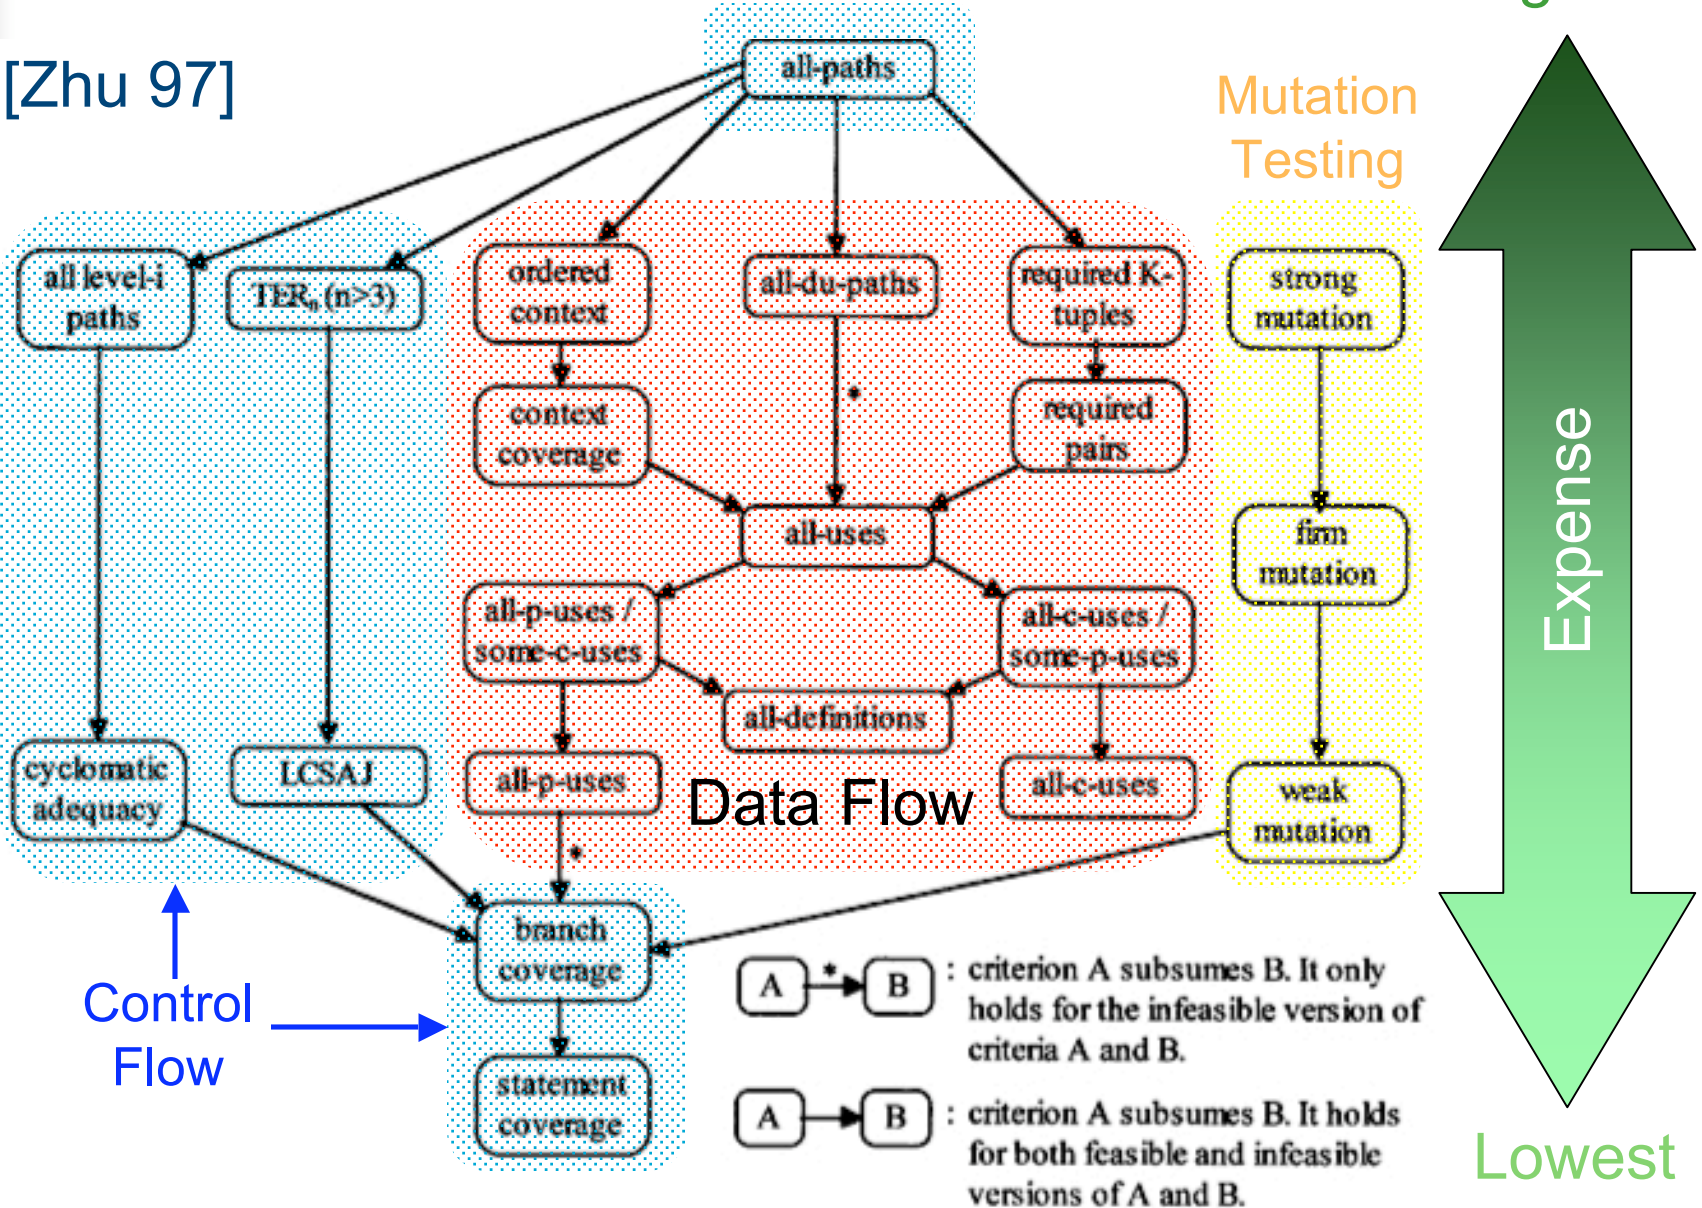 [Zhu 97]
all-paths
Mutation
Testing
all level-i
paths
TERₙ (n>3)
ordered
context
all-du-paths
required K-
tuples
strong
mutation
context
coverage
*
required
pairs
Expense
all-uses
firm
mutation
all-p-uses /
some-c-uses
all-c-uses /
some-p-uses
all-definitions
cyclomatic
adequacy
LCSAJ
all-p-uses
Data Flow
all-c-uses
weak
mutation
*
branch
coverage
Control
Flow
statement
coverage
A * B : criterion A subsumes B. It only
holds for the infeasible version of
criteria A and B.
A B : criterion A subsumes B. It holds
for both feasible and infeasible
versions of A and B.
Lowest